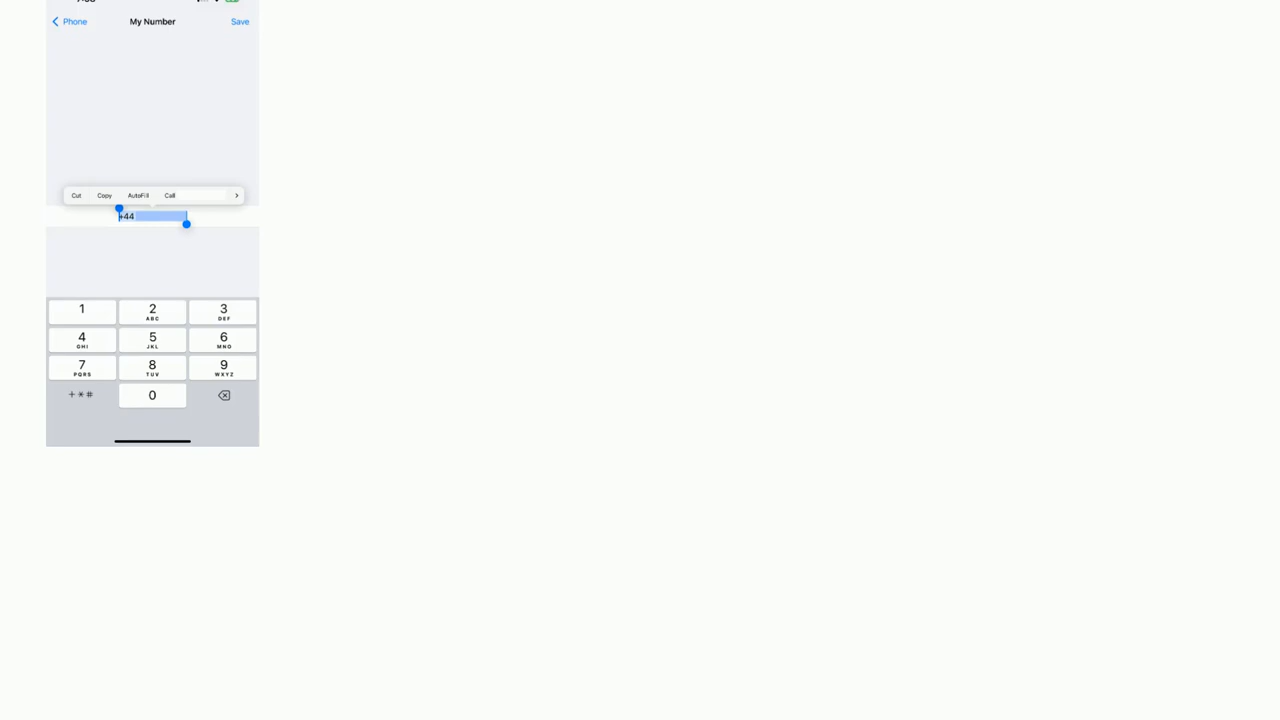 Phone My Number Save
Cut Copy AutoFill Call
+44
1 2 3
ABC DEF
4 5 6
GHI JKL MNO
7 8 9
PQRS TUV WXYZ
+*# 0